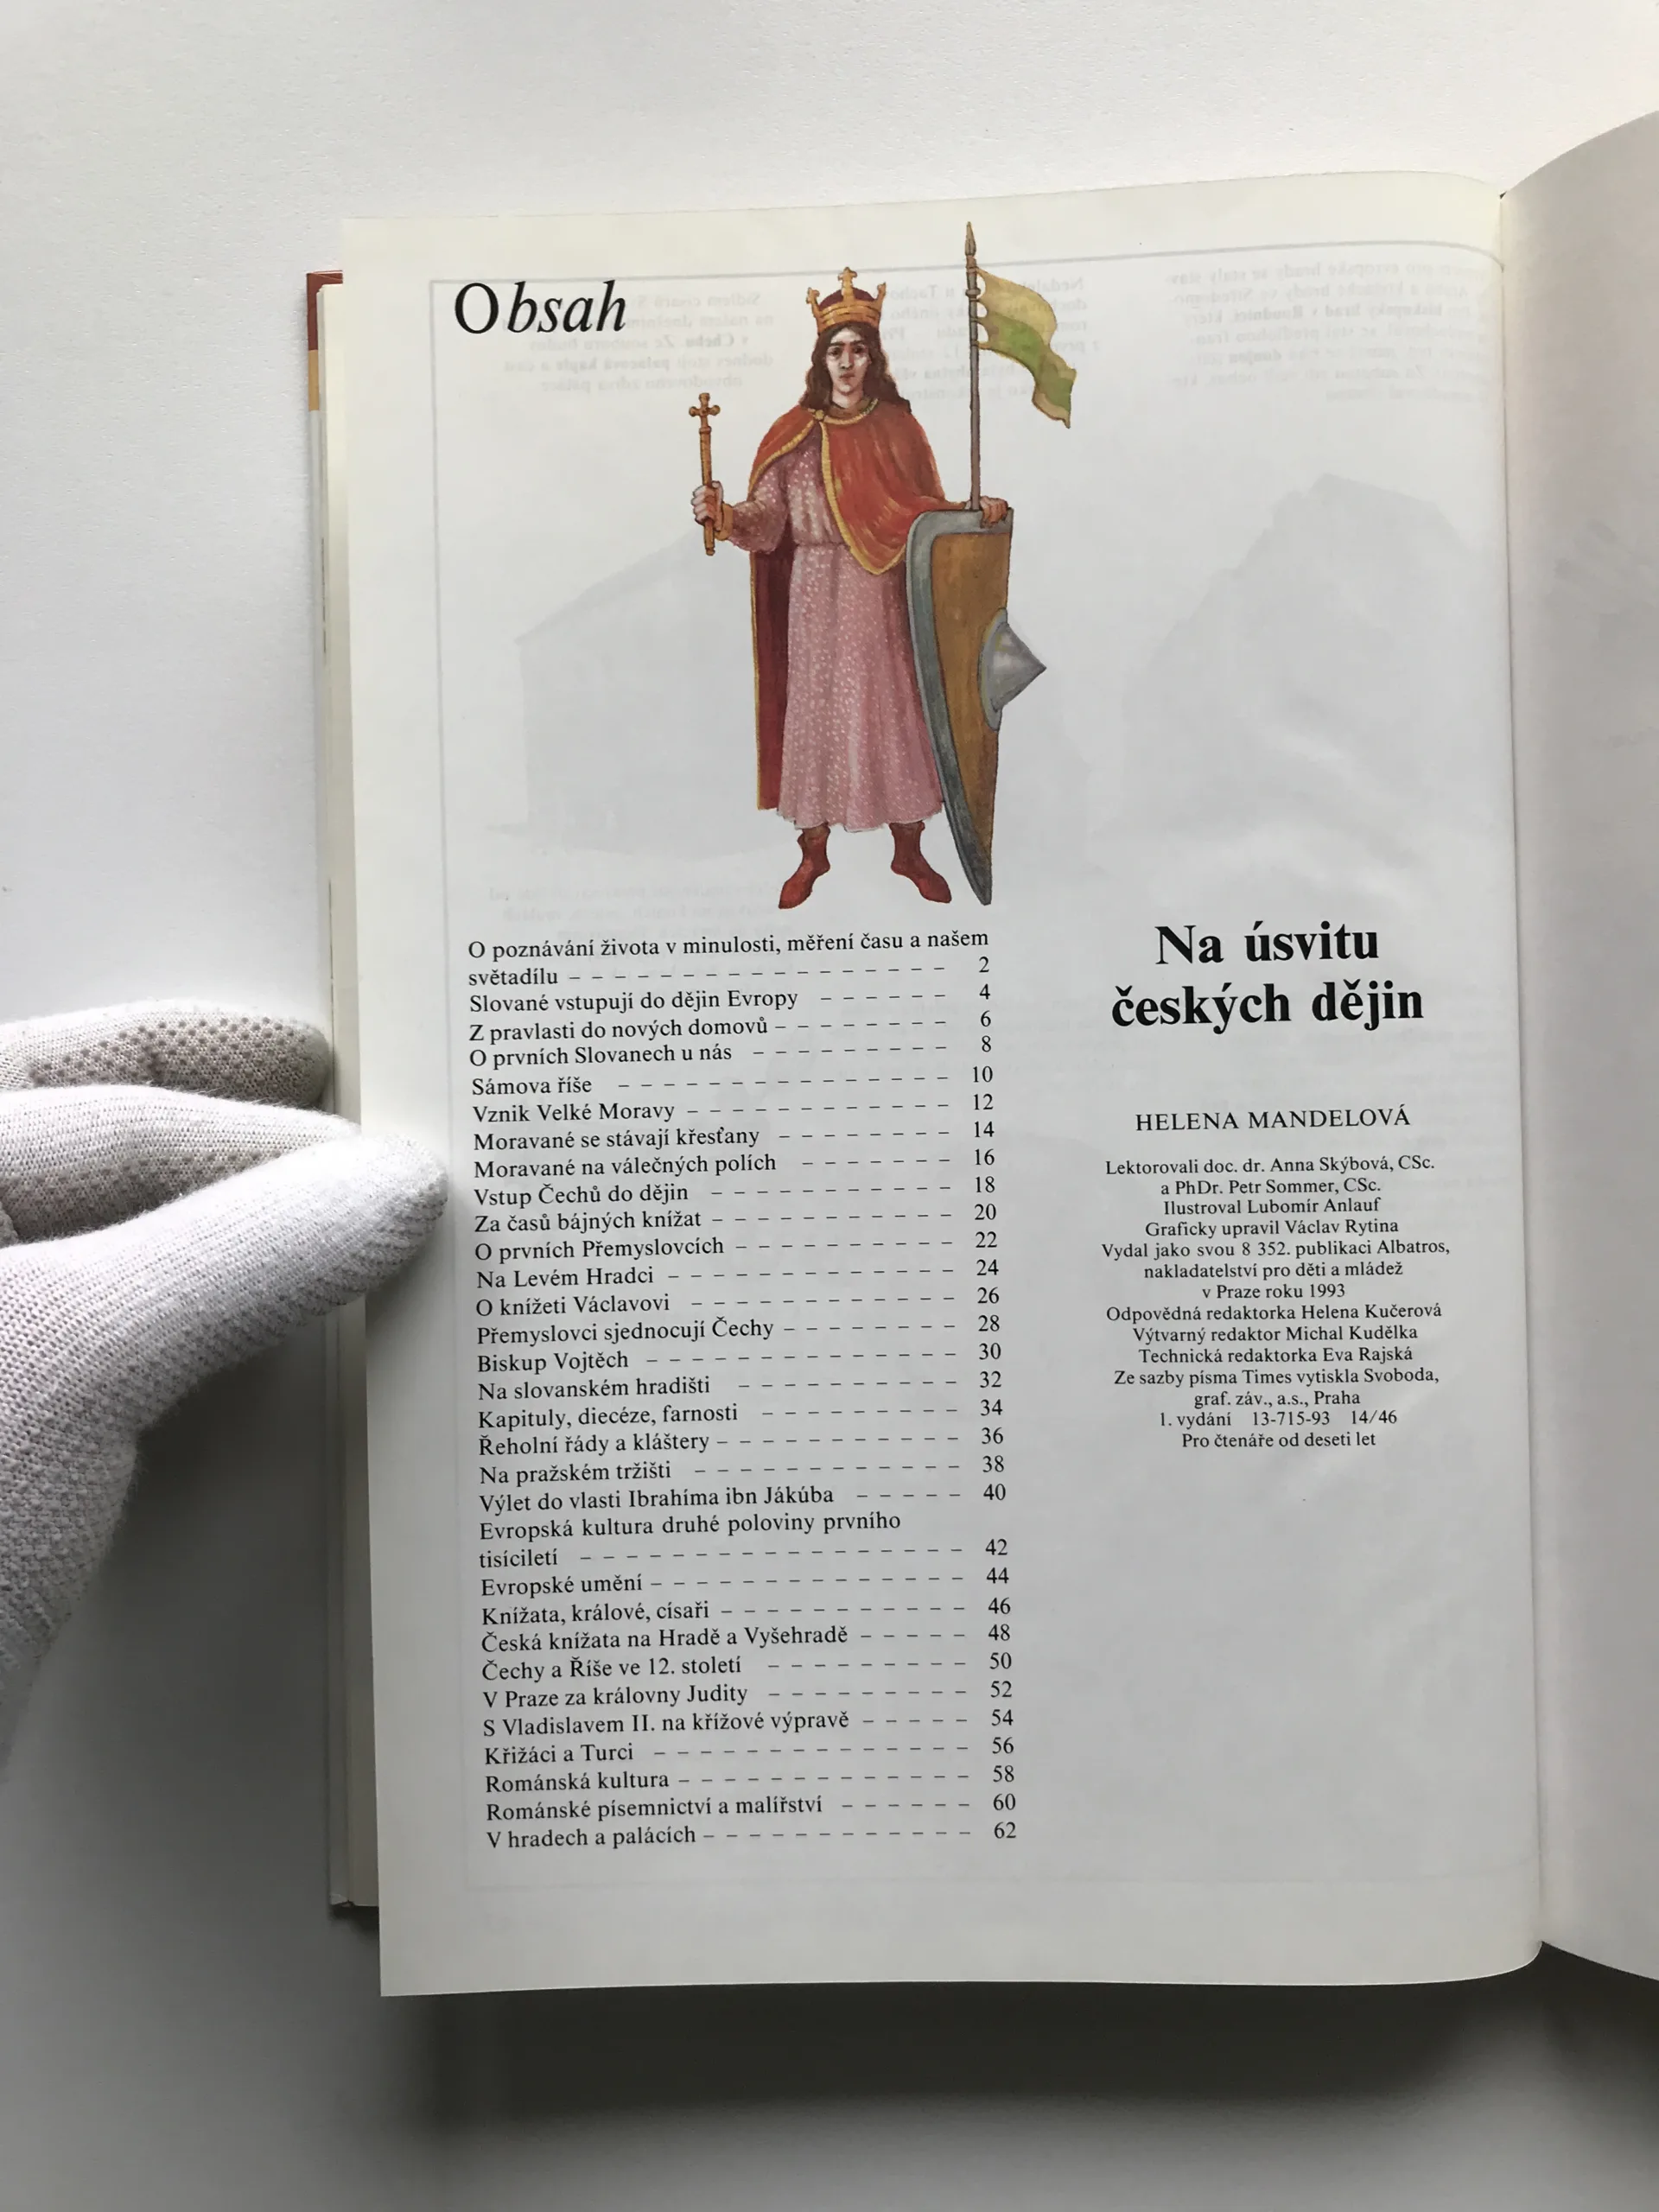 Obsah
O poznávání života v minulosti, měření času a našem
světadílu – – – – – – – – – – – – – – – – 2
Slované vstupují do dějin Evropy – – – – – – 4
Z pravlasti do nových domovů – – – – – – – – 6
O prvních Slovanech u nás – – – – – – – – – 8
Sámova říše – – – – – – – – – – – – – – 10
Vznik Velké Moravy – – – – – – – – – – – 12
Moravané se stávají křesťany – – – – – – – 14
Moravané na válečných polích – – – – – – 16
Vstup Čechů do dějin – – – – – – – – – – 18
Za časů bájných knížat – – – – – – – – – – 20
O prvních Přemyslovcích – – – – – – – – – 22
Na Levém Hradci – – – – – – – – – – – – 24
O knížeti Václavovi – – – – – – – – – – – 26
Přemyslovci sjednocují Čechy – – – – – – – – 28
Biskup Vojtěch – – – – – – – – – – – – – 30
Na slovanském hradišti – – – – – – – – – 32
Kapituly, diecéze, farnosti – – – – – – – – 34
Řeholní řády a kláštery – – – – – – – – – – – 36
Na pražském tržišti – – – – – – – – – – – – 38
Výlet do vlasti Ibrahíma ibn Jákúba – – – – – 40
Evropská kultura druhé poloviny prvního
tisíciletí – – – – – – – – – – – – – – – – – 42
Evropské umění – – – – – – – – – – – – – – 44
Knížata, králové, císaři – – – – – – – – – – – 46
Česká knížata na Hradě a Vyšehradě – – – – – 48
Čechy a Říše ve 12. století – – – – – – – – – 50
V Praze za královny Judity – – – – – – – – – 52
S Vladislavem II. na křížové výpravě – – – – – 54
Křižáci a Turci – – – – – – – – – – – – – – 56
Románská kultura – – – – – – – – – – – – – 58
Románské písemnictví a malířství – – – – – – 60
V hradech a palácích – – – – – – – – – – – – 62
Na úsvitu
českých dějin
HELENA MANDELOVÁ
Lektorovali doc. dr. Anna Skýbová, CSc.
a PhDr. Petr Sommer, CSc.
Ilustroval Lubomír Anlauf
Graficky upravil Václav Rytina
Vydal jako svou 8 352. publikaci Albatros,
nakladatelství pro děti a mládež
v Praze roku 1993
Odpovědná redaktorka Helena Kučerová
Výtvarný redaktor Michal Kudělka
Technická redaktorka Eva Rajská
Ze sazby písma Times vytiskla Svoboda,
graf. záv., a.s., Praha
1. vydání 13-715-93 14/46
Pro čtenáře od deseti let